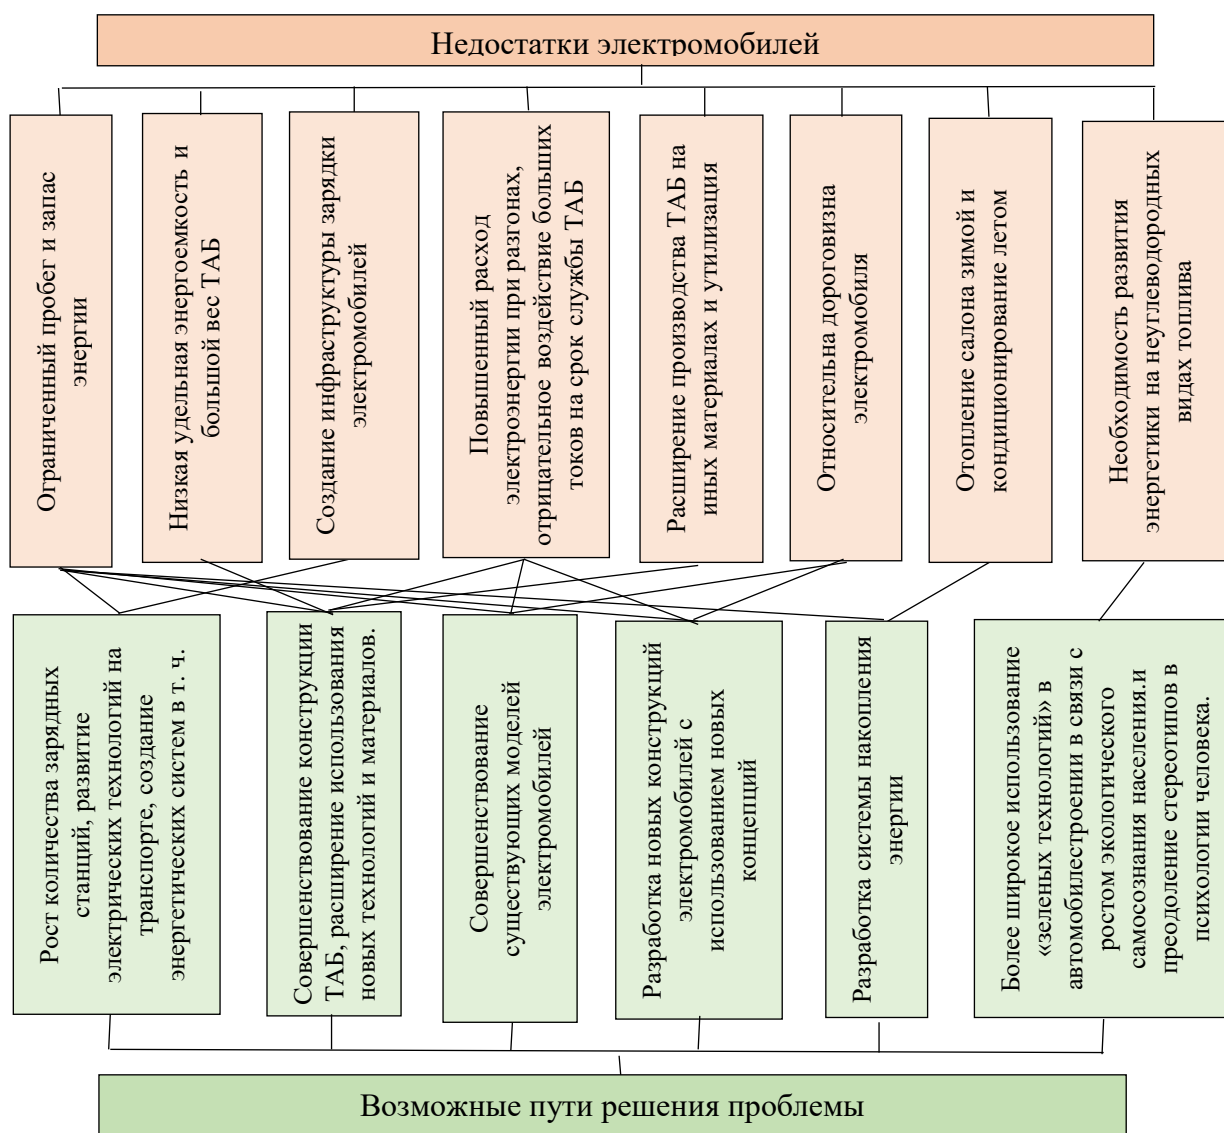 Недостатки электромобилей
Ограниченный пробег и запас
энергии
Низкая удельная энергоемкость и
большой вес ТАБ
Создание инфраструктуры зарядки
электромобилей
Повышенный расход
электроэнергии при разгонах,
отрицательное воздействие больших
токов на срок службы ТАБ
Расширение производства ТАБ на
иных материалах и утилизация
Относительна дороговизна
электромобиля
Отопление салона зимой и
кондиционирование летом
Необходимость развития
энергетики на неуглеводородных
видах топлива
Рост количества зарядных
станций, развитие
электрических технологий на
транспорте, создание
энергетических систем в т. ч.
Совершенствование конструкции
ТАБ, расширение использования
новых технологий и материалов.
Совершенствование
существующих моделей
электромобилей
Разработка новых конструкций
электромобилей с
использованием новых
концепций
Разработка системы накопления
энергии
Более широкое использование
«зеленых технологий» в
автомобилестроении в связи с
ростом экологического
самосознания населения.и
преодоление стереотипов в
психологии человека.
Возможные пути решения проблемы